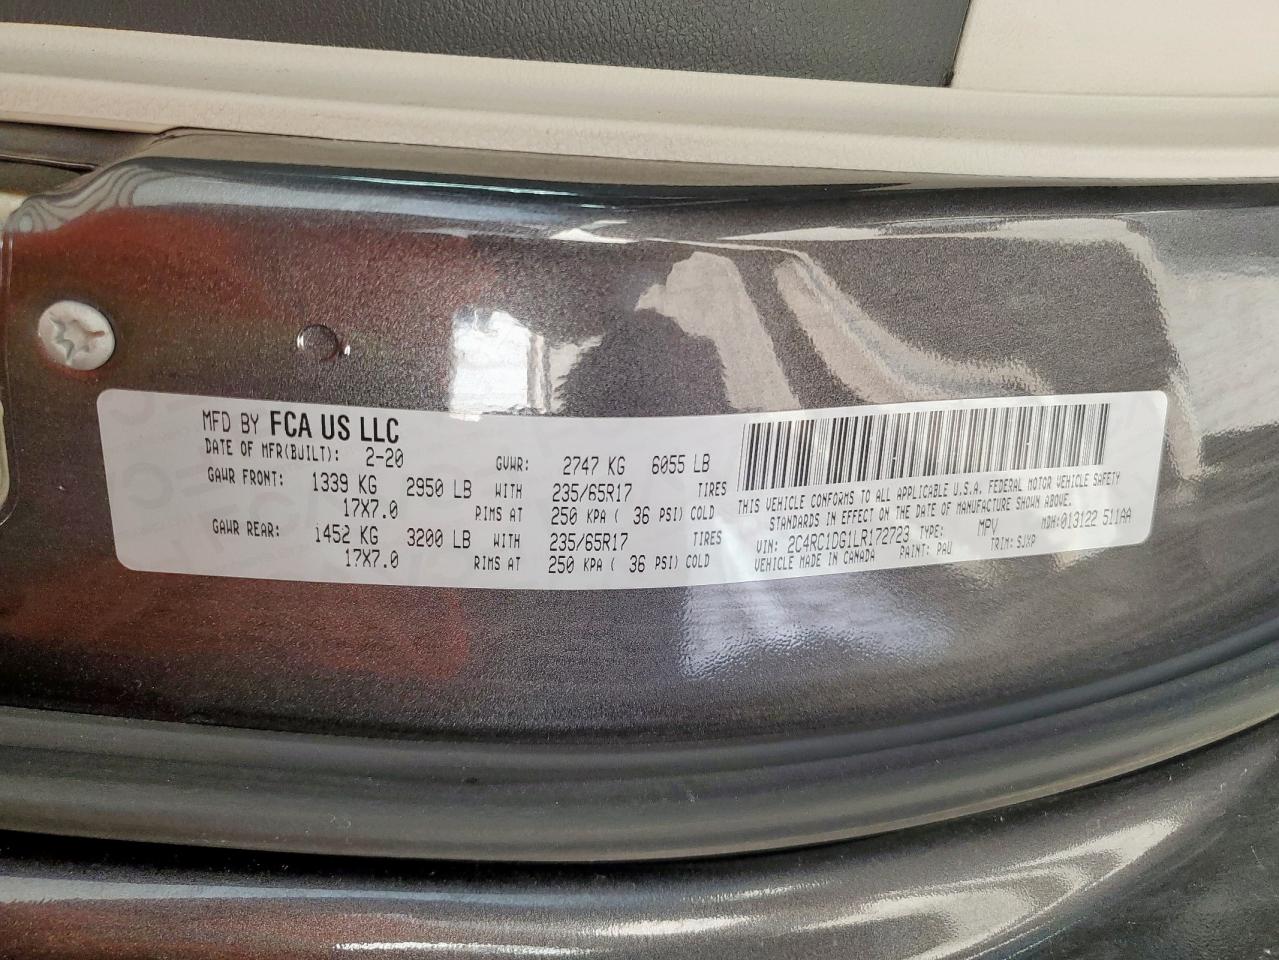 MFD BY FCA US LLC
DATE OF MFR(BUILT): 2-20 GVWR: 2747 KG 6055 LB
GAWR FRONT: 1339 KG 2950 LB WITH 235/65R17 TIRES
17X7.0 RIMS AT 250 KPA ( 36 PSI) COLD
GAWR REAR: 1452 KG 3200 LB WITH 235/65R17 TIRES
17X7.0 RIMS AT 250 KPA ( 36 PSI) COLD
THIS VEHICLE CONFORMS TO ALL APPLICABLE U.S.A. FEDERAL MOTOR VEHICLE SAFETY
STANDARDS IN EFFECT ON THE DATE OF MANUFACTURE SHOWN ABOVE.
VIN: 2C4RC1DG1LR172723 TYPE: MPV MDH:013122 511AA
VEHICLE MADE IN CANADA PAINT: PAU TRIM: SJXP